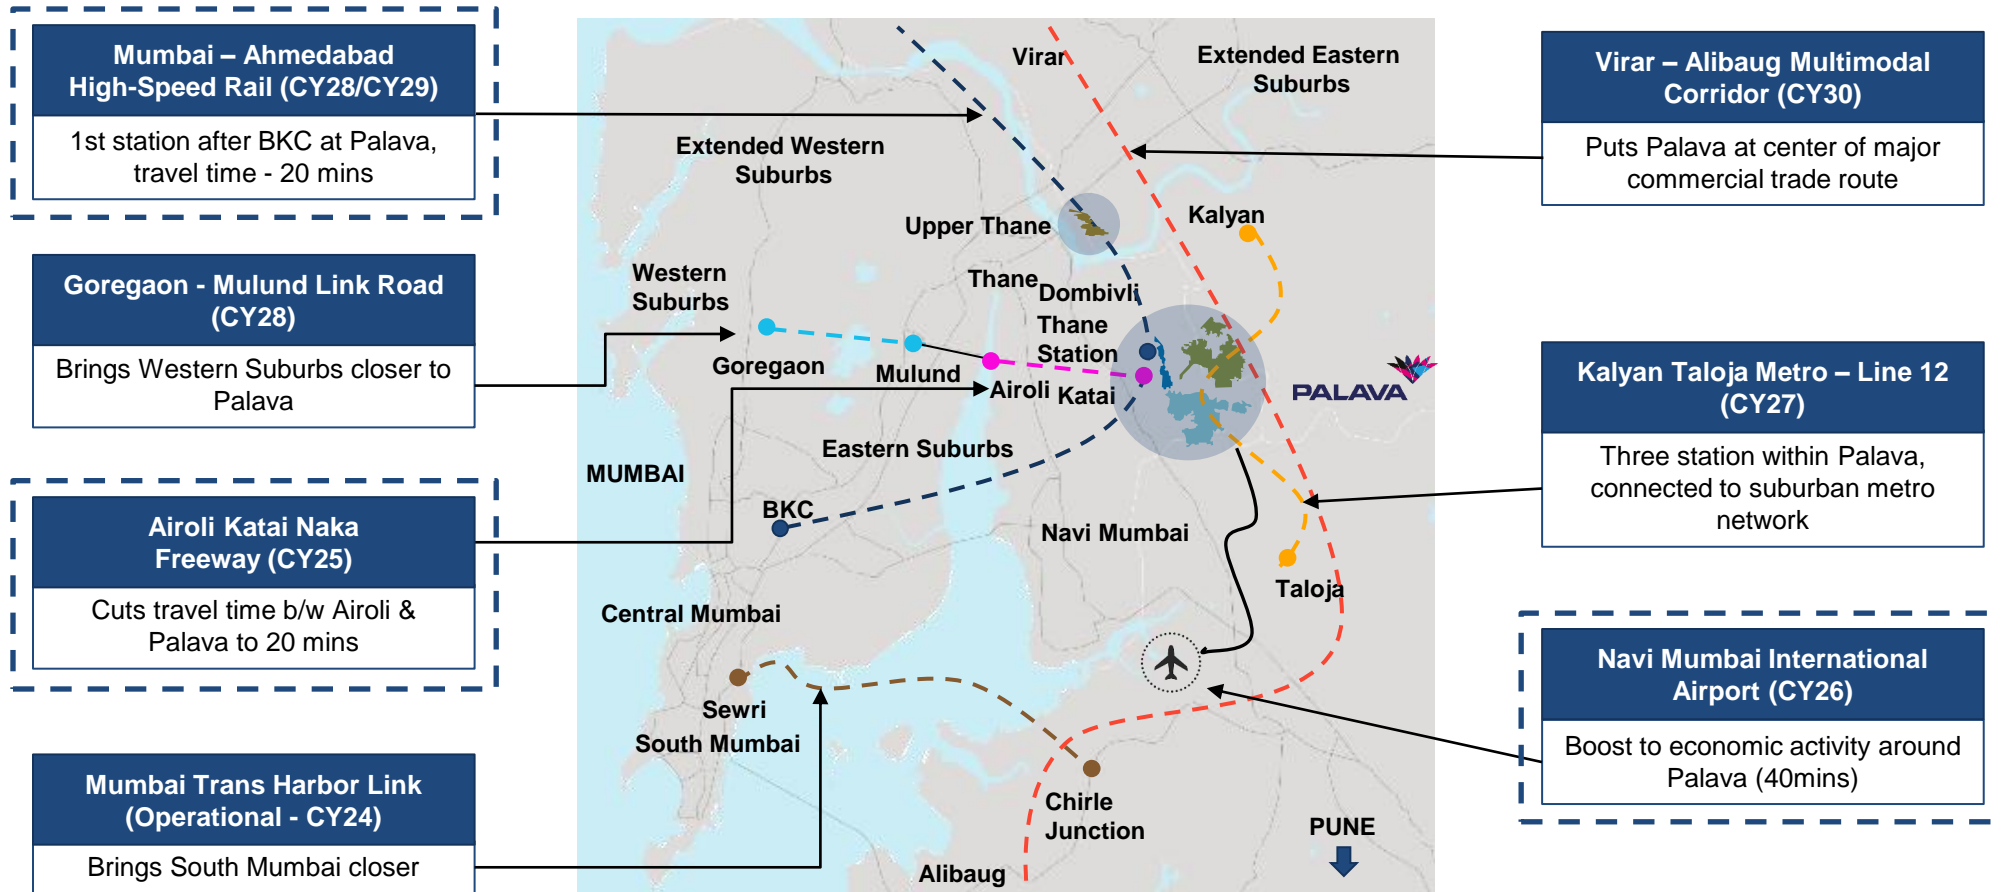 Mumbai – Ahmedabad
High-Speed Rail (CY28/CY29)
1st station after BKC at Palava,
travel time - 20 mins
Goregaon - Mulund Link Road
(CY28)
Brings Western Suburbs closer to
Palava
Airoli Katai Naka
Freeway (CY25)
Cuts travel time b/w Airoli &
Palava to 20 mins
Mumbai Trans Harbor Link
(Operational - CY24)
Brings South Mumbai closer
Virar
Extended Eastern
Suburbs
Extended Western
Suburbs
Upper Thane
Kalyan
Western
Suburbs
Thane
Dombivli
Thane
Station
Goregaon
Mulund
Airoli
Katai
PALAVA
Eastern Suburbs
MUMBAI
BKC
Navi Mumbai
Taloja
Central Mumbai
Sewri
South Mumbai
Chirle
Junction
PUNE
Alibaug
Virar – Alibaug Multimodal
Corridor (CY30)
Puts Palava at center of major
commercial trade route
Kalyan Taloja Metro – Line 12
(CY27)
Three station within Palava,
connected to suburban metro
network
Navi Mumbai International
Airport (CY26)
Boost to economic activity around
Palava (40mins)